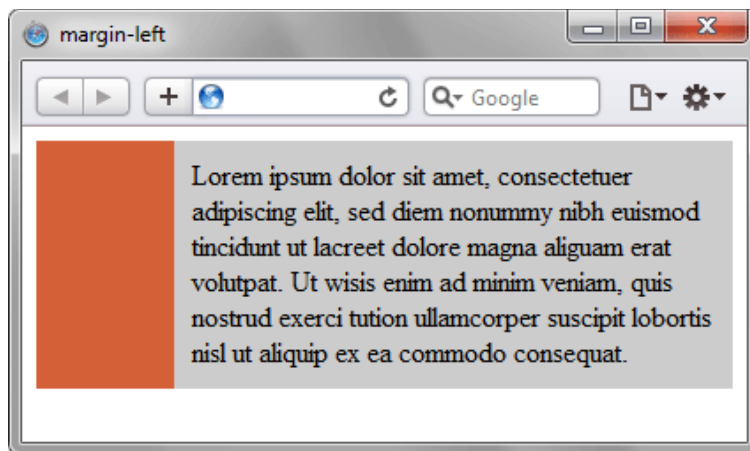 margin-left
Google
Lorem ipsum dolor sit amet, consectetuer
adipiscing elit, sed diem nonummy nibh euismod
tincidunt ut lacreet dolore magna aliguam erat
volutpat. Ut wisis enim ad minim veniam, quis
nostrud exerci tution ullamcorper suscipit lobortis
nisl ut aliquip ex ea commodo consequat.